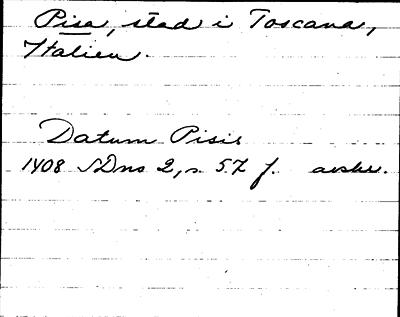 Pisa, stad i Toscana,
Italien.
Datum Pisis
1408 SDns 2, s. 57 f. avskr.